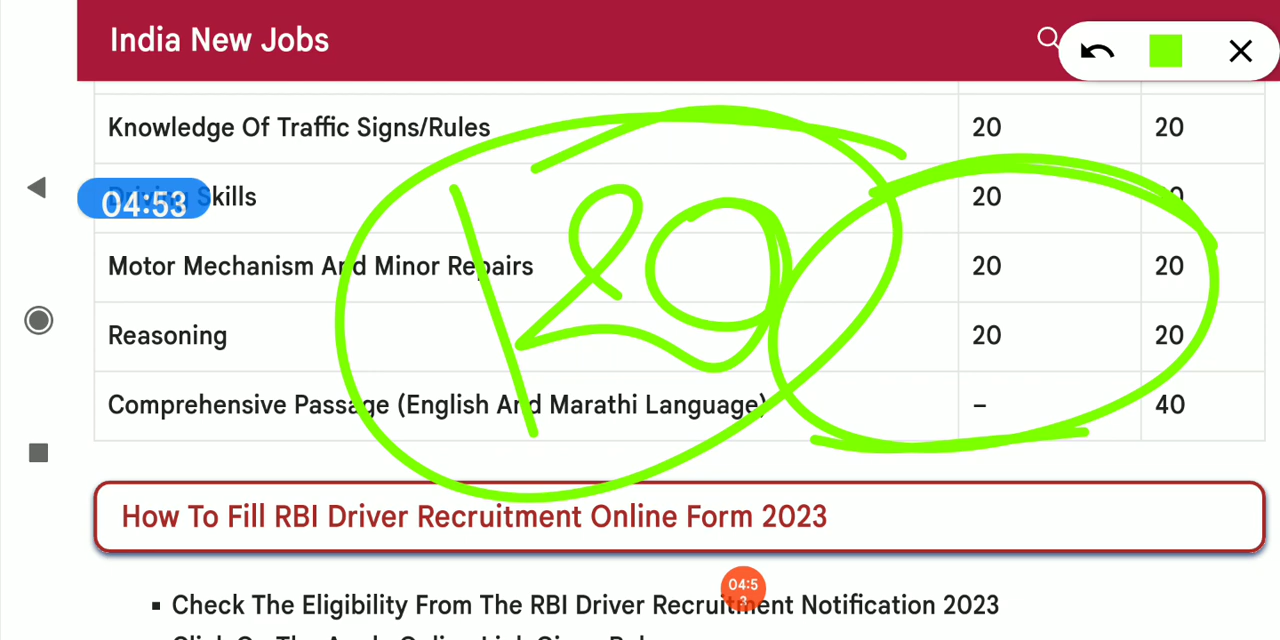 India New Jobs
Knowledge Of Traffic Signs/Rules 20 20
04:53 Driving Skills 20 20
Motor Mechanism And Minor Repairs 20 20
Reasoning 20 20
Comprehensive Passage (English And Marathi Language) – 40
120
How To Fill RBI Driver Recruitment Online Form 2023
04:53
Check The Eligibility From The RBI Driver Recruitment Notification 2023